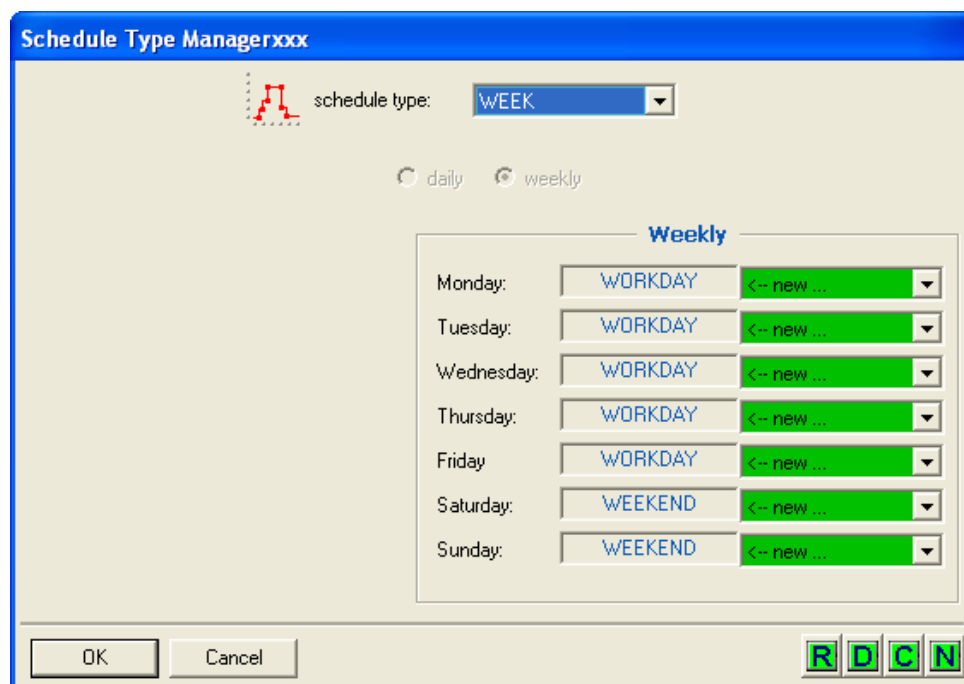 Schedule Type Managerxxx
schedule type: WEEK
daily weekly
Weekly
Monday: WORKDAY <-- new ...
Tuesday: WORKDAY <-- new ...
Wednesday: WORKDAY <-- new ...
Thursday: WORKDAY <-- new ...
Friday WORKDAY <-- new ...
Saturday: WEEKEND <-- new ...
Sunday: WEEKEND <-- new ...
OK Cancel R D C N